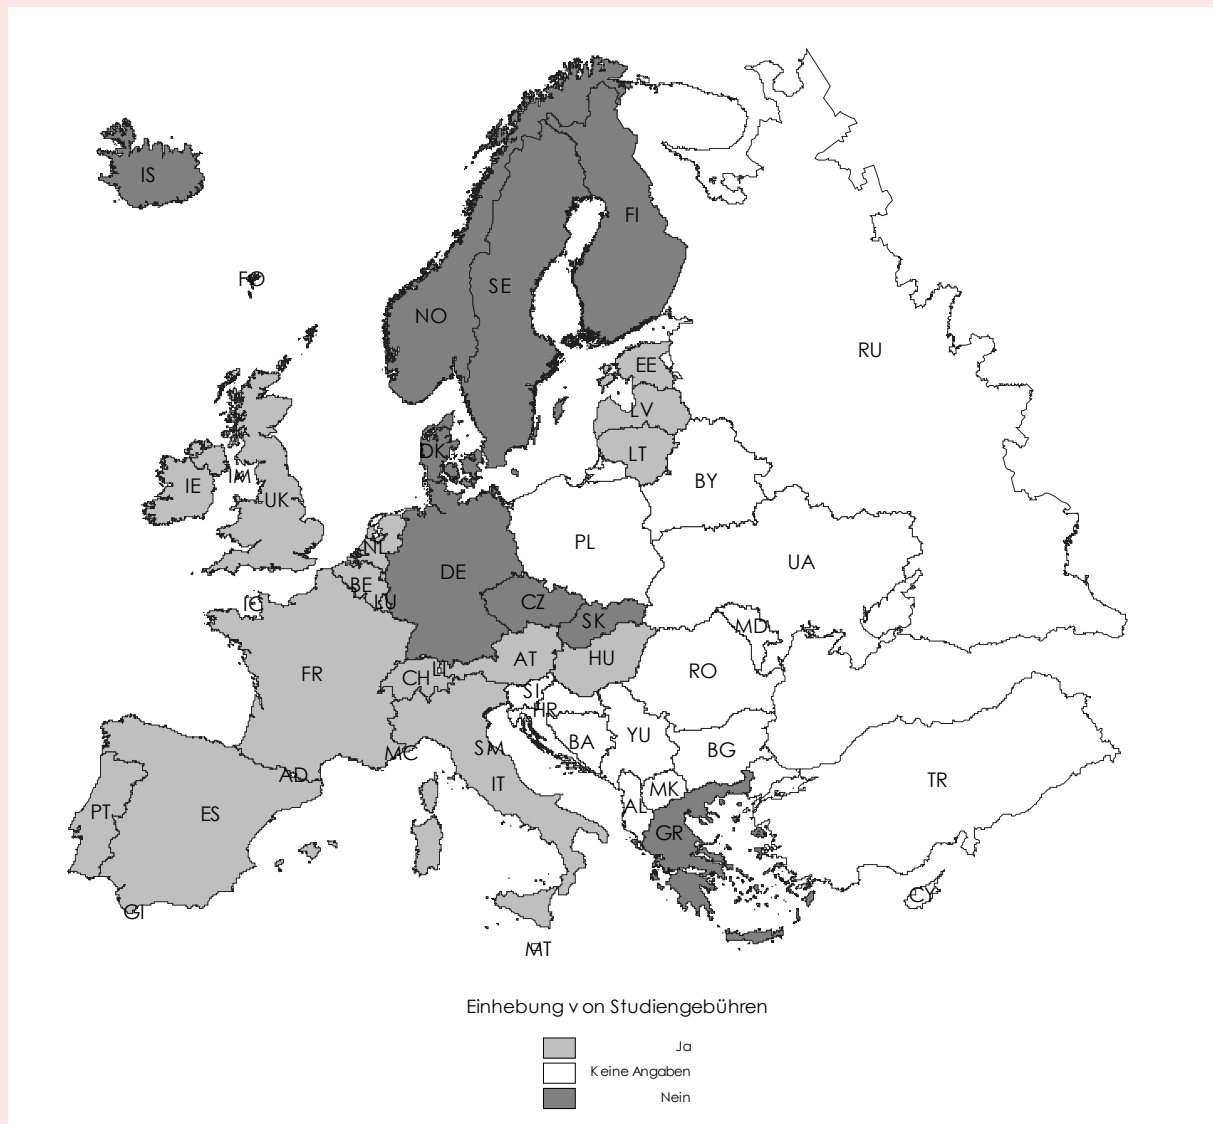 IS
FI
FO
SE
NO
RU
EE
LV
DK
LT
IM
IE
BY
UK
NL
PL
UA
DE
BE
IC
LU
CZ
SK
MD
FR
CH
LI
AT
HU
RO
SI
HR
YU
BA
BG
MC
SM
AD
IT
MK
TR
PT
ES
AL
GR
GI
CY
MT
Einhebung von Studiengebühren
Ja
Keine Angaben
Nein